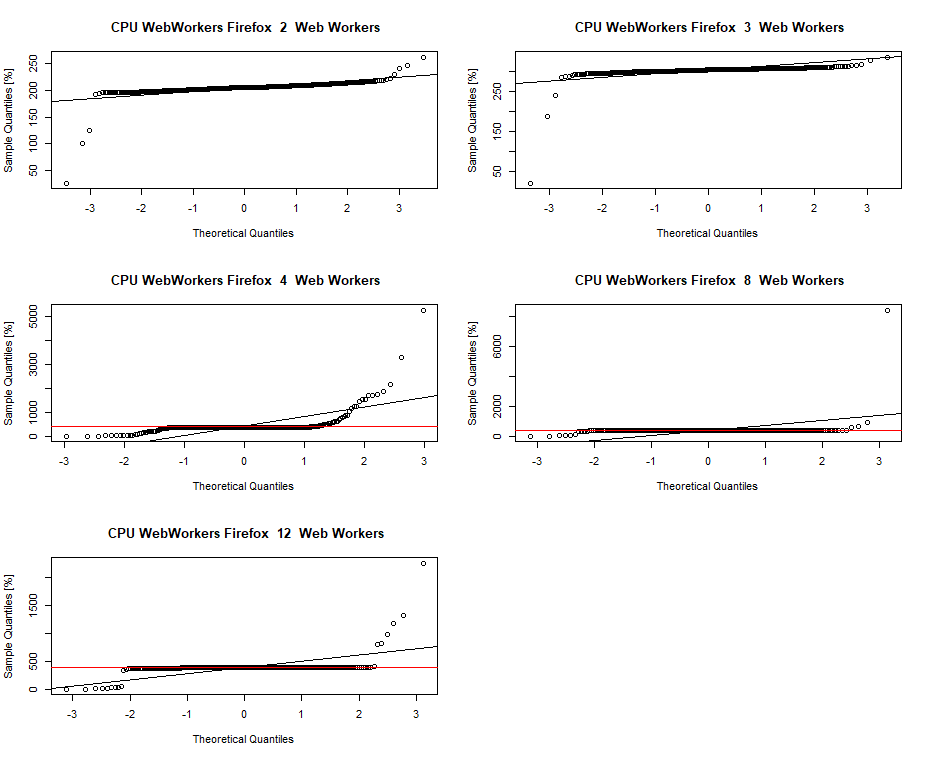 CPU WebWorkers Firefox 2 Web Workers
Sample Quantiles [%]
50 100 150 200 250
-3 -2 -1 0 1 2 3
Theoretical Quantiles
CPU WebWorkers Firefox 3 Web Workers
Sample Quantiles [%]
50 150 250
-3 -2 -1 0 1 2 3
Theoretical Quantiles
CPU WebWorkers Firefox 4 Web Workers
Sample Quantiles [%]
0 1000 3000 5000
-3 -2 -1 0 1 2 3
Theoretical Quantiles
CPU WebWorkers Firefox 8 Web Workers
Sample Quantiles [%]
0 2000 6000
-3 -2 -1 0 1 2 3
Theoretical Quantiles
CPU WebWorkers Firefox 12 Web Workers
Sample Quantiles [%]
0 500 1500
-3 -2 -1 0 1 2 3
Theoretical Quantiles